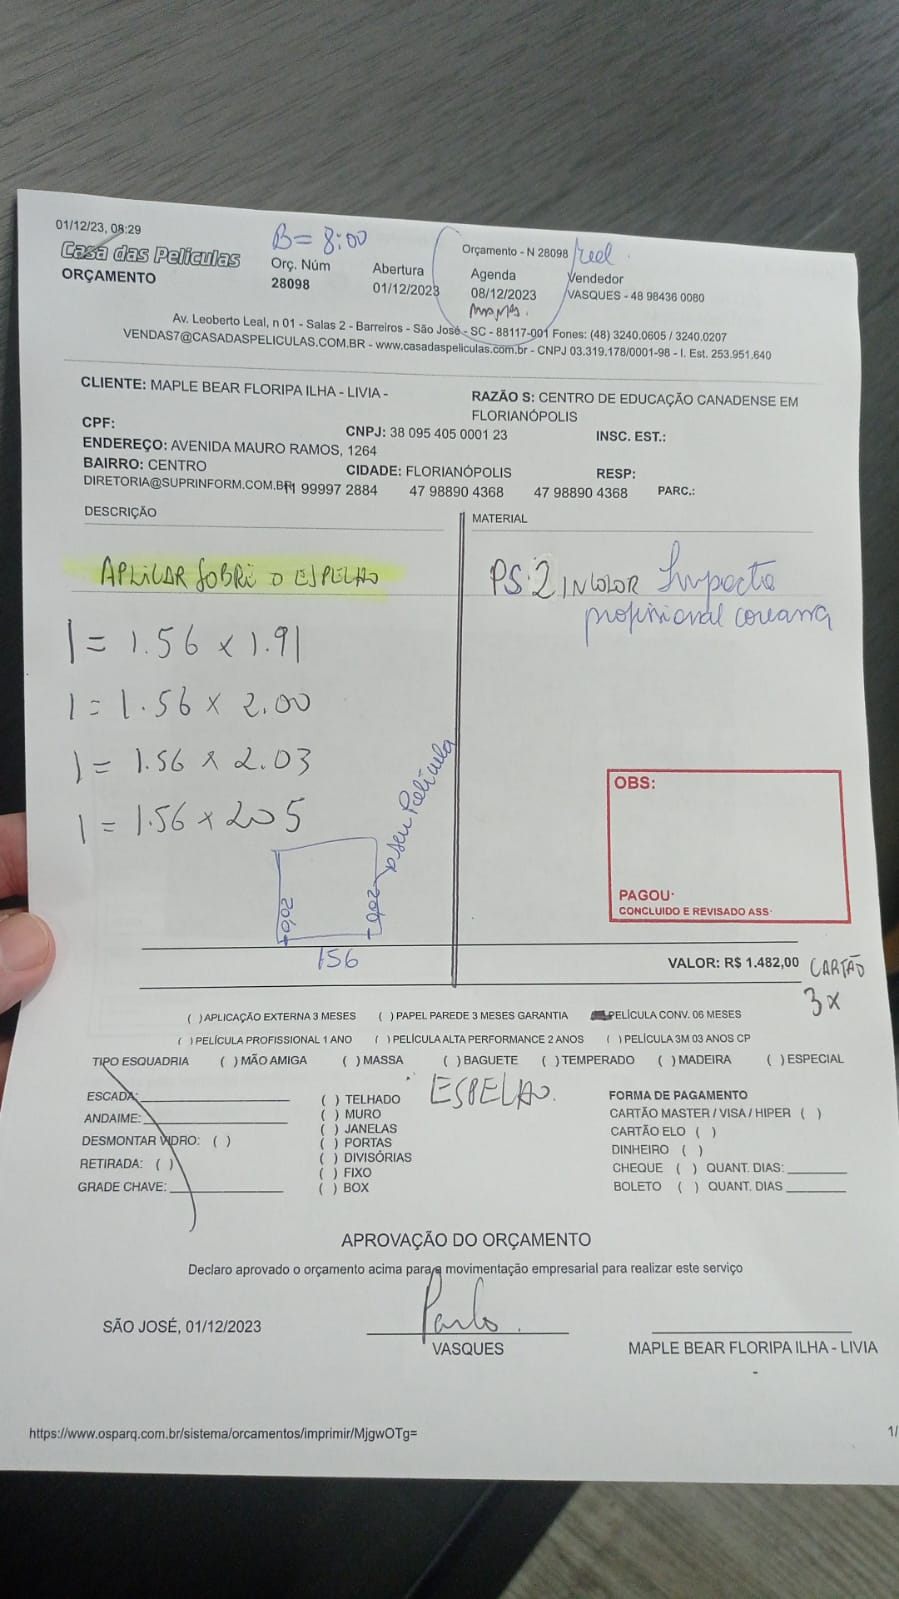 01/12/23, 08:29
B= 8:00
Orçamento - N 28098
Casa das Películas
ORÇAMENTO
Orç. Núm
28098
Abertura
01/12/2023
Agenda
08/12/2023
Vendedor
VASQUES - 48 98436 0080
Av. Leoberto Leal, n 01 - Salas 2 - Barreiros - São José - SC - 88117-001 Fones: (48) 3240.0605 / 3240.0207
VENDAS7@CASADASPELICULAS.COM.BR - www.casadaspeliculas.com.br - CNPJ 03.319.178/0001-98 - I. Est. 253.951.640
CLIENTE: MAPLE BEAR FLORIPA ILHA - LIVIA -
RAZÃO S: CENTRO DE EDUCAÇÃO CANADENSE EM FLORIANÓPOLIS
CPF:
CNPJ: 38 095 405 0001 23
INSC. EST.:
ENDEREÇO: AVENIDA MAURO RAMOS, 1264
BAIRRO: CENTRO
CIDADE: FLORIANÓPOLIS
RESP:
DIRETORIA@SUPRINFORM.COM.BR
11 99997 2884
47 98890 4368
47 98890 4368
PARC.:
DESCRIÇÃO
MATERIAL
APLICAR SOBRE O ESPELHO
PS 2 INCOLOR Impacto
profissional coreana
1 = 1.56 x 1.91
1 = 1.56 x 2.00
1 = 1.56 x 2.03
1 = 1.56 x 205
sem Película
0,02
0,02
156
OBS:
PAGOU:
CONCLUIDO E REVISADO ASS:
VALOR: R$ 1.482,00
CARTÃO
3x
( )APLICAÇÃO EXTERNA 3 MESES ( ) PAPEL PAREDE 3 MESES GARANTIA PELÍCULA CONV. 06 MESES
( )PELÍCULA PROFISSIONAL 1 ANO ( )PELÍCULA ALTA PERFORMANCE 2 ANOS ( )PELÍCULA 3M 03 ANOS CP
TIPO ESQUADRIA ( )MÃO AMIGA ( )MASSA ( )BAGUETE ( )TEMPERADO ( )MADEIRA ( )ESPECIAL
ESCADA:
ANDAIME:
DESMONTAR VIDRO: ( )
RETIRADA: ( )
GRADE CHAVE:
( ) TELHADO
( ) MURO
( ) JANELAS
( ) PORTAS
( ) DIVISÓRIAS
( ) FIXO
( ) BOX
ESPELHO.
FORMA DE PAGAMENTO
CARTÃO MASTER / VISA / HIPER ( )
CARTÃO ELO ( )
DINHEIRO ( )
CHEQUE ( ) QUANT. DIAS:
BOLETO ( ) QUANT. DIAS
APROVAÇÃO DO ORÇAMENTO
Declaro aprovado o orçamento acima para a movimentação empresarial para realizar este serviço
SÃO JOSÉ, 01/12/2023
Paulo
VASQUES
MAPLE BEAR FLORIPA ILHA - LIVIA
-
https://www.osparq.com.br/sistema/orcamentos/imprimir/MjgwOTg=
1/